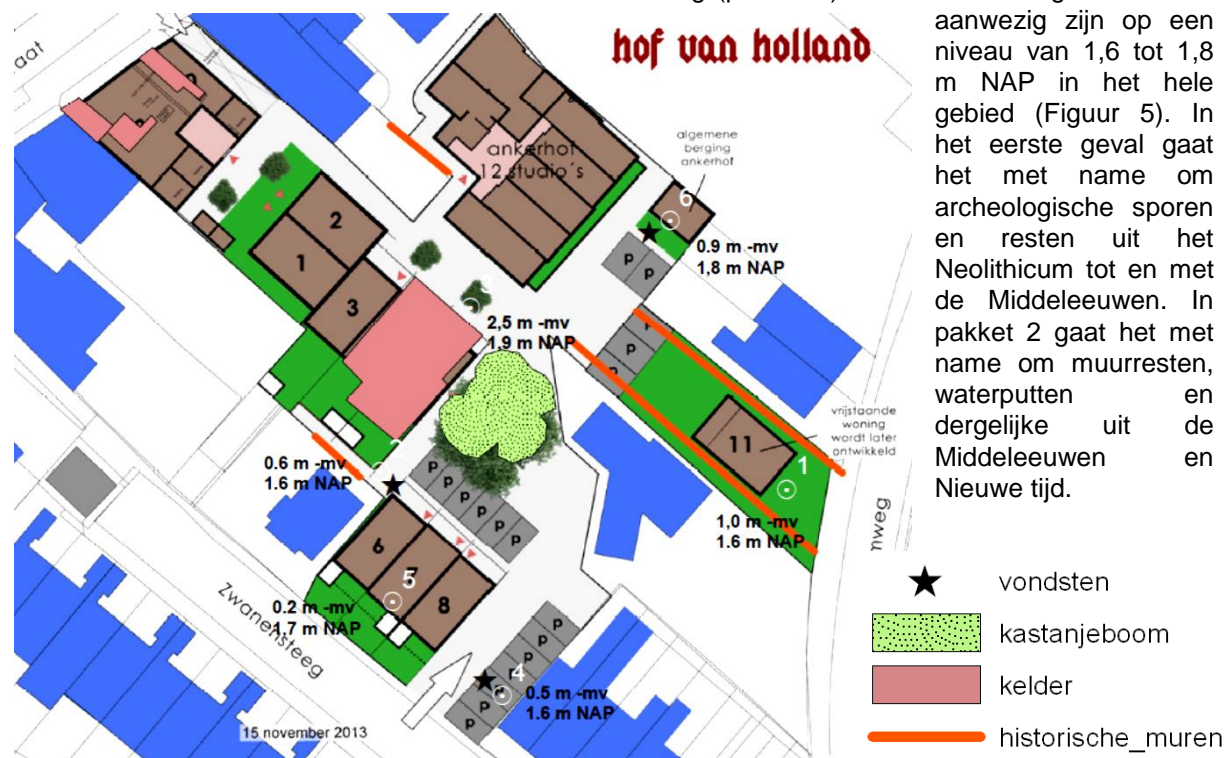 aanwezig zijn op een
niveau van 1,6 tot 1,8
m NAP in het hele
gebied (Figuur 5). In
het eerste geval gaat
het met name om
archeologische sporen
en resten uit het
Neolithicum tot en met
de Middeleeuwen. In
pakket 2 gaat het met
name om muurresten,
waterputten en
dergelijke uit de
Middeleeuwen en
Nieuwe tijd.
hof van holland
aat
ankerhof
12 studio´s
algemene
berging
ankerhof
6
0.9 m -mv
1,8 m NAP
p
p
2
1
3
3
2,5 m -mv
1,9 m NAP
p
p
p
11
vrijstaande
woning
wordt later
ontwikkeld
1
1,0 m -mv
1.6 m NAP
mweg
2
0.6 m -mv
1.6 m NAP
p
p
p
p
p
p
6
7
8
5
0.2 m -mv
1.7 m NAP
Zwanensteeg
p
p
p
p
p
p
4
0.5 m -mv
1.6 m NAP
15 november 2013
vondsten
kastanjeboom
kelder
historische_muren